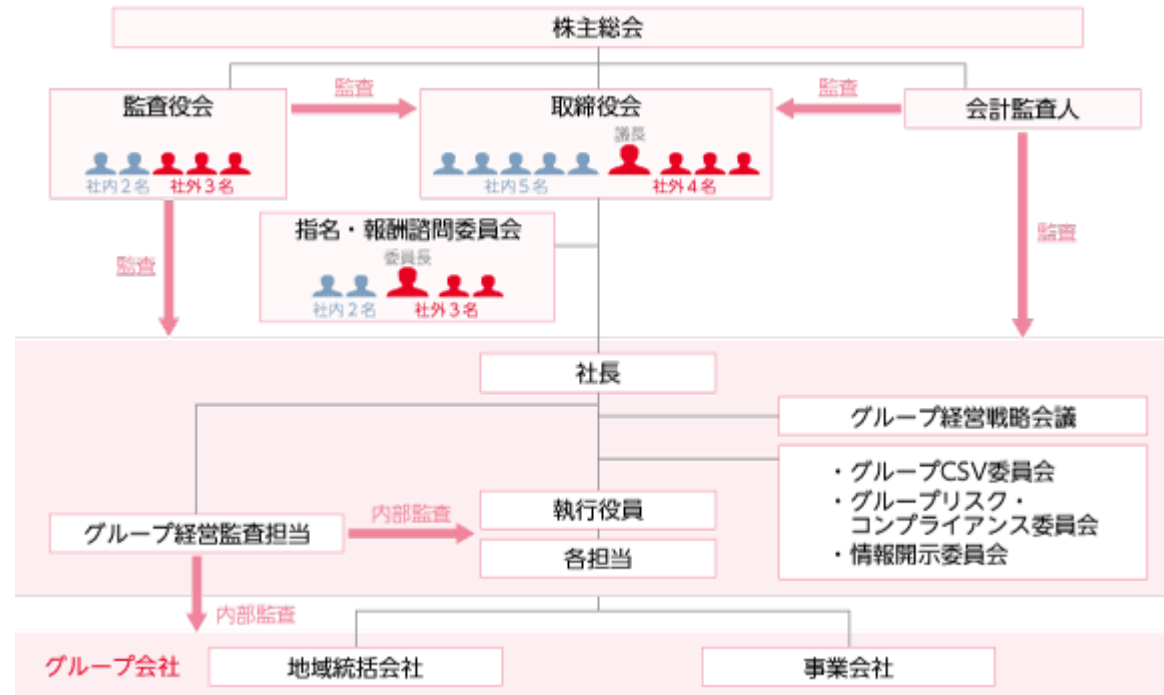 株主総会
監査役会
監査
取締役会
監査
会計監査人
議長
社内2名
社外3名
社内5名
社外4名
指名・報酬諮問委員会
委員長
社内2名
社外3名
監査
監査
社長
グループ経営戦略会議
・グループCSV委員会
・グループリスク・
コンプライアンス委員会
・情報開示委員会
グループ経営監査担当
内部監査
執行役員
各担当
内部監査
グループ会社
地域統括会社
事業会社